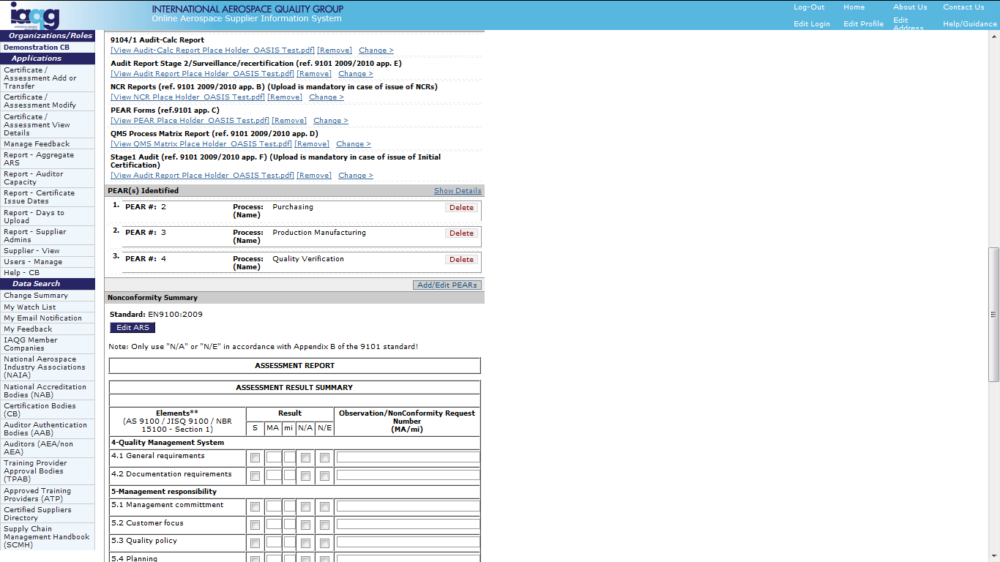 iaqg
INTERNATIONAL AEROSPACE QUALITY GROUP
Online Aerospace Supplier Information System
Log-Out Home About Us Contact Us
Edit Login Edit Profile Edit Address Help/Guidance
Organizations/Roles
Demonstration CB
Applications
Certificate /
Assessment Add or
Transfer
Certificate /
Assessment Modify
Certificate /
Assessment View
Details
Manage Feedback
Report - Aggregate
ARS
Report - Auditor
Capacity
Report - Certificate
Issue Dates
Report - Days to
Upload
Report - Supplier
Admins
Supplier - View
Users - Manage
Help - CB
Data Search
Change Summary
My Watch List
My Email Notification
My Feedback
IAQG Member
Companies
National Aerospace
Industry Associations
(NAIA)
National Accreditation
Bodies (NAB)
Certification Bodies
(CB)
Auditor Authentication
Bodies (AAB)
Auditors (AEA/non
AEA)
Training Provider
Approval Bodies
(TPAB)
Approved Training
Providers (ATP)
Certified Suppliers
Directory
Supply Chain
Management Handbook
(SCMH)
9104/1 Audit-Calc Report
[View Audit-Calc Report Place Holder_OASIS Test.pdf] [Remove] Change >
Audit Report Stage 2/Surveillance/recertification (ref. 9101 2009/2010 app. E)
[View Audit Report Place Holder_OASIS Test.pdf] [Remove] Change >
NCR Reports (ref. 9101 2009/2010 app. B) (Upload is mandatory in case of issue of NCRs)
[View NCR Place Holder_OASIS Test.pdf] [Remove] Change >
PEAR Forms (ref.9101 app. C)
[View PEAR Place Holder_OASIS Test.pdf] [Remove] Change >
QMS Process Matrix Report (ref. 9101 2009/2010 app. D)
[View QMS Matrix Place Holder_OASIS Test.pdf] [Remove] Change >
Stage1 Audit (ref. 9101 2009/2010 app. F) (Upload is mandatory in case of issue of Initial
Certification)
[View Audit Report Place Holder_OASIS Test.pdf] [Remove] Change >
PEAR(s) Identified Show Details
1. PEAR #: 2 Process: (Name) Purchasing Delete
2. PEAR #: 3 Process: (Name) Production Manufacturing Delete
3. PEAR #: 4 Process: (Name) Quality Verification Delete
Add/Edit PEARs
Nonconformity Summary
Standard: EN9100:2009
Edit ARS
Note: Only use "N/A" or "N/E" in accordance with Appendix B of the 9101 standard!
ASSESSMENT REPORT
ASSESSMENT RESULT SUMMARY
Elements**
(AS 9100 / JISQ 9100 / NBR
15100 - Section 1)
Result
S MA mi N/A N/E
Observation/NonConformity Request
Number
(MA/mi)
4-Quality Management System
4.1 General requirements
4.2 Documentation requirements
5-Management responsibility
5.1 Management committment
5.2 Customer focus
5.3 Quality policy
5.4 Planning